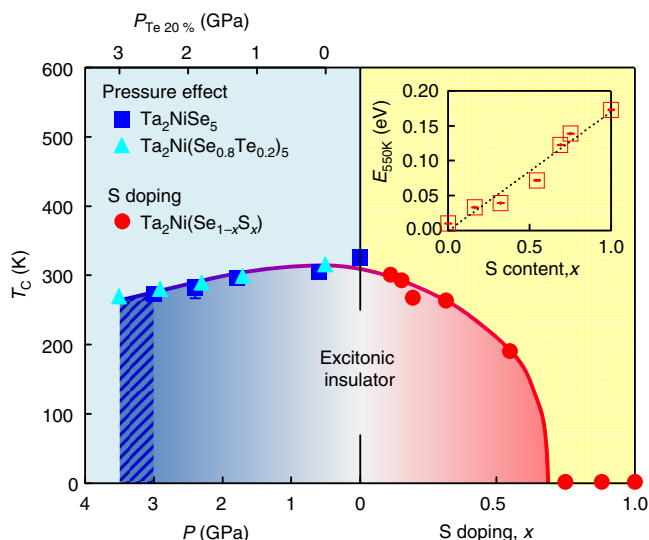 P_Te 20 % (GPa)
3 2 1 0
600
500
400
300
200
100
0
T_C (K)
Pressure effect
Ta₂NiSe₅
Ta₂Ni(Se₀.₈Te₀.₂)₅
S doping
Ta₂Ni(Se₁₋ₓSₓ)
0.20
0.15
0.10
0.05
0.00
E_550K (eV)
0.0 0.5 1.0
S content, x
Excitonic
insulator
4 3 2 1 0 0.5 1.0
P (GPa) S doping, x